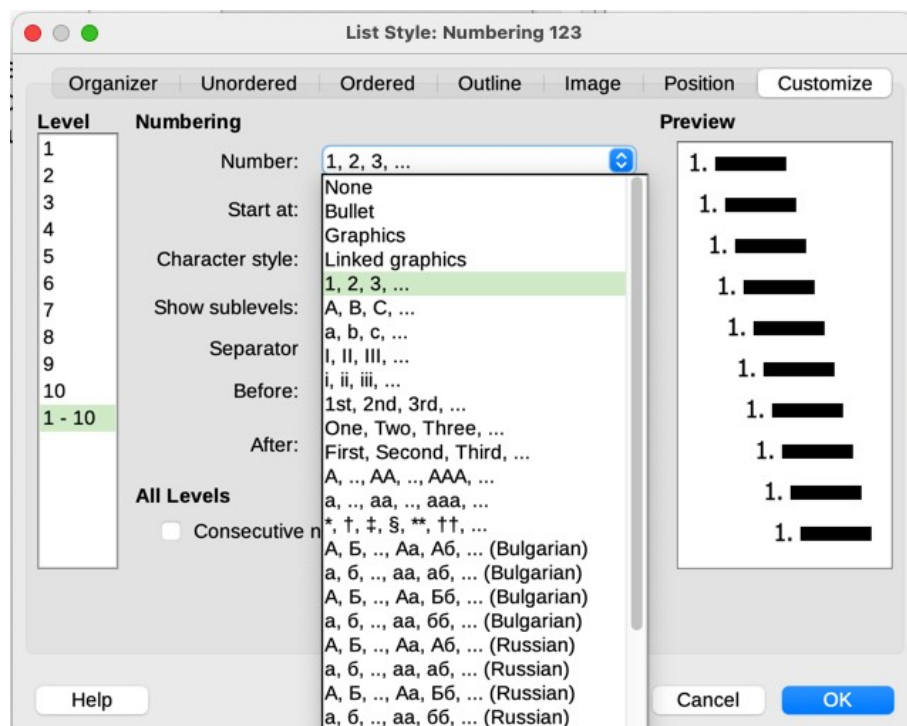 List Style: Numbering 123
Organizer Unordered Ordered Outline Image Position Customize
Level
1
2
3
4
5
6
7
8
9
10
1 - 10
Numbering
Number: 1, 2, 3, ...
Start at:
Character style:
Show sublevels:
Separator
Before:
After:
All Levels
Consecutive n
None
Bullet
Graphics
Linked graphics
1, 2, 3, ...
A, B, C, ...
a, b, c, ...
I, II, III, ...
i, ii, iii, ...
1st, 2nd, 3rd, ...
One, Two, Three, ...
First, Second, Third, ...
A, .., AA, .., AAA, ...
a, .., aa, .., aaa, ...
*, †, ‡, §, **, ††, ...
А, Б, .., Аа, Аб, ... (Bulgarian)
а, б, .., аа, аб, ... (Bulgarian)
А, Б, .., Аа, Бб, ... (Bulgarian)
а, б, .., аа, бб, ... (Bulgarian)
А, Б, .., Аа, Аб, ... (Russian)
а, б, .., аа, аб, ... (Russian)
А, Б, .., Аа, Бб, ... (Russian)
а, б, .., аа, бб, ... (Russian)
Preview
1.
1.
1.
1.
1.
1.
1.
1.
1.
1.
Help
Cancel
OK